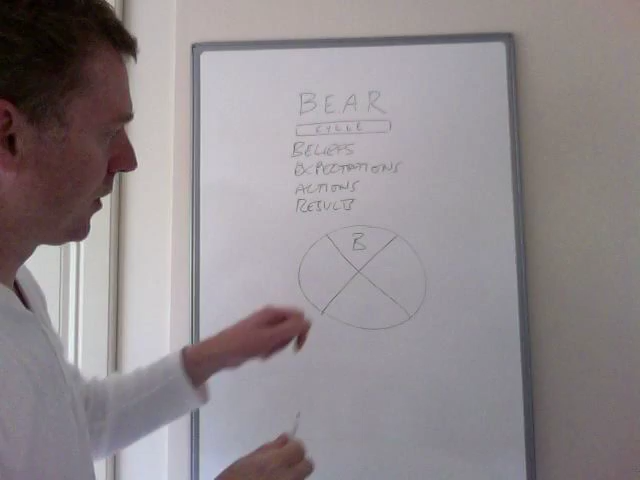 BEAR
CYCLE
BELIEFS
EXPECTATIONS
ACTIONS
RESULTS
B